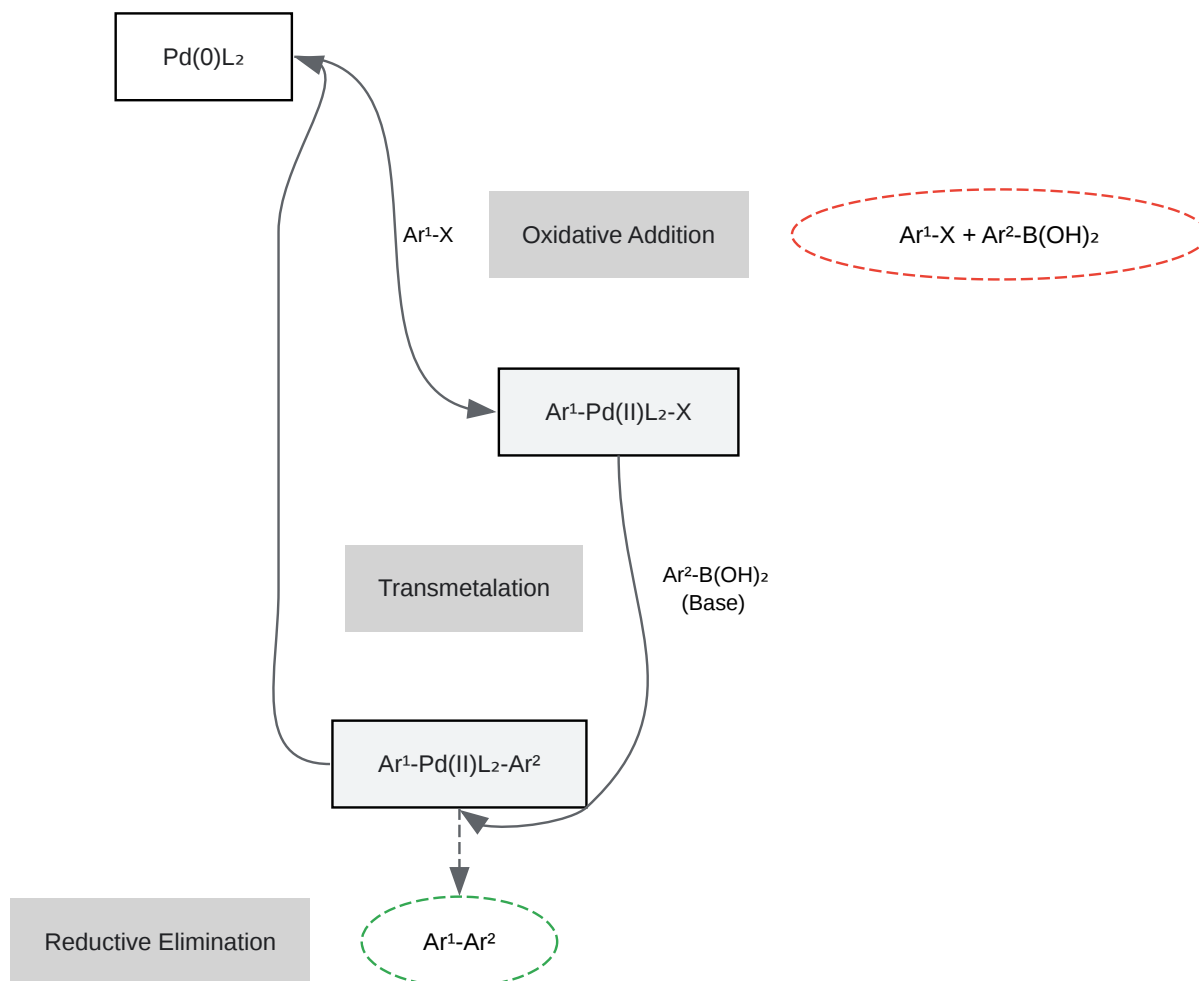 Pd(0)L₂
Ar¹-X
Oxidative Addition
Ar¹-X + Ar²-B(OH)₂
Ar¹-Pd(II)L₂-X
Transmetalation
Ar²-B(OH)₂
(Base)
Ar¹-Pd(II)L₂-Ar²
Reductive Elimination
Ar¹-Ar²